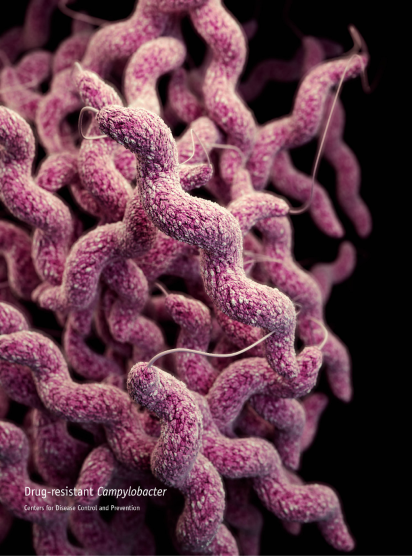 Drug-resistant Campylobacter
Centers for Disease Control and Prevention